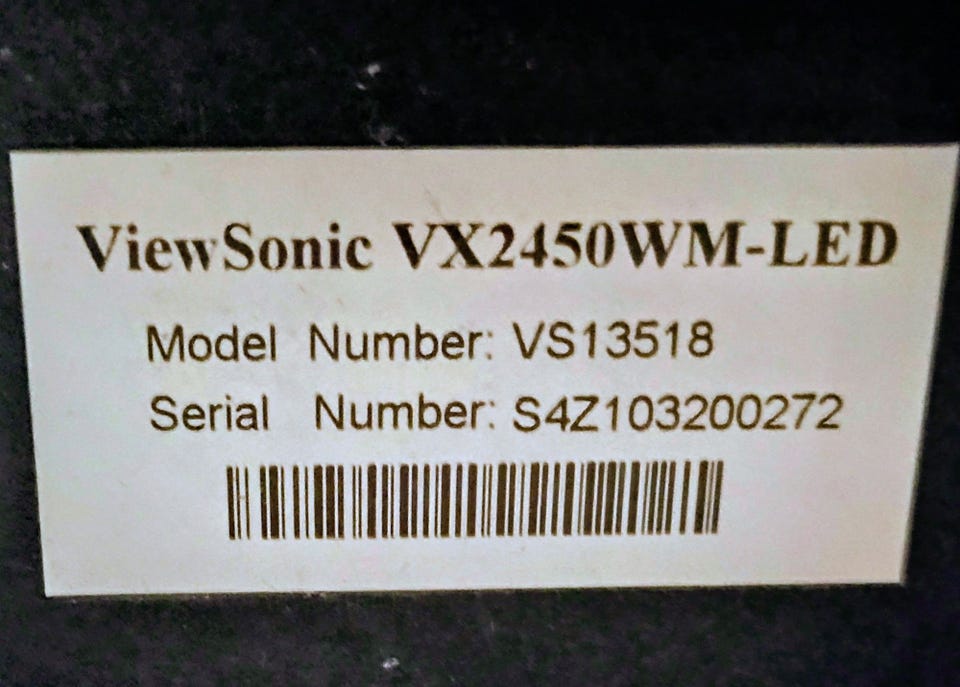 ViewSonic VX2450WM-LED
Model Number: VS13518
Serial Number: S4Z103200272